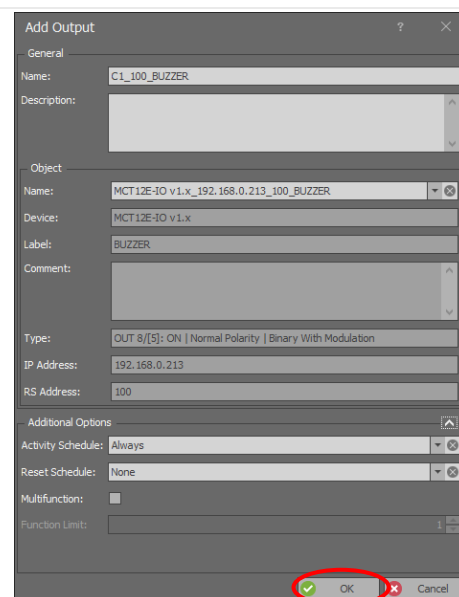 Add Output ?
General
Name: C1_100_BUZZER
Description:
Object
Name: MCT12E-IO v1.x_192.168.0.213_100_BUZZER
Device: MCT12E-IO v1.x
Label: BUZZER
Comment:
Type: OUT 8/[5]: ON | Normal Polarity | Binary With Modulation
IP Address: 192.168.0.213
RS Address: 100
Additional Options
Activity Schedule: Always
Reset Schedule: None
Multifunction:
Function Limit: 1
OK Cancel